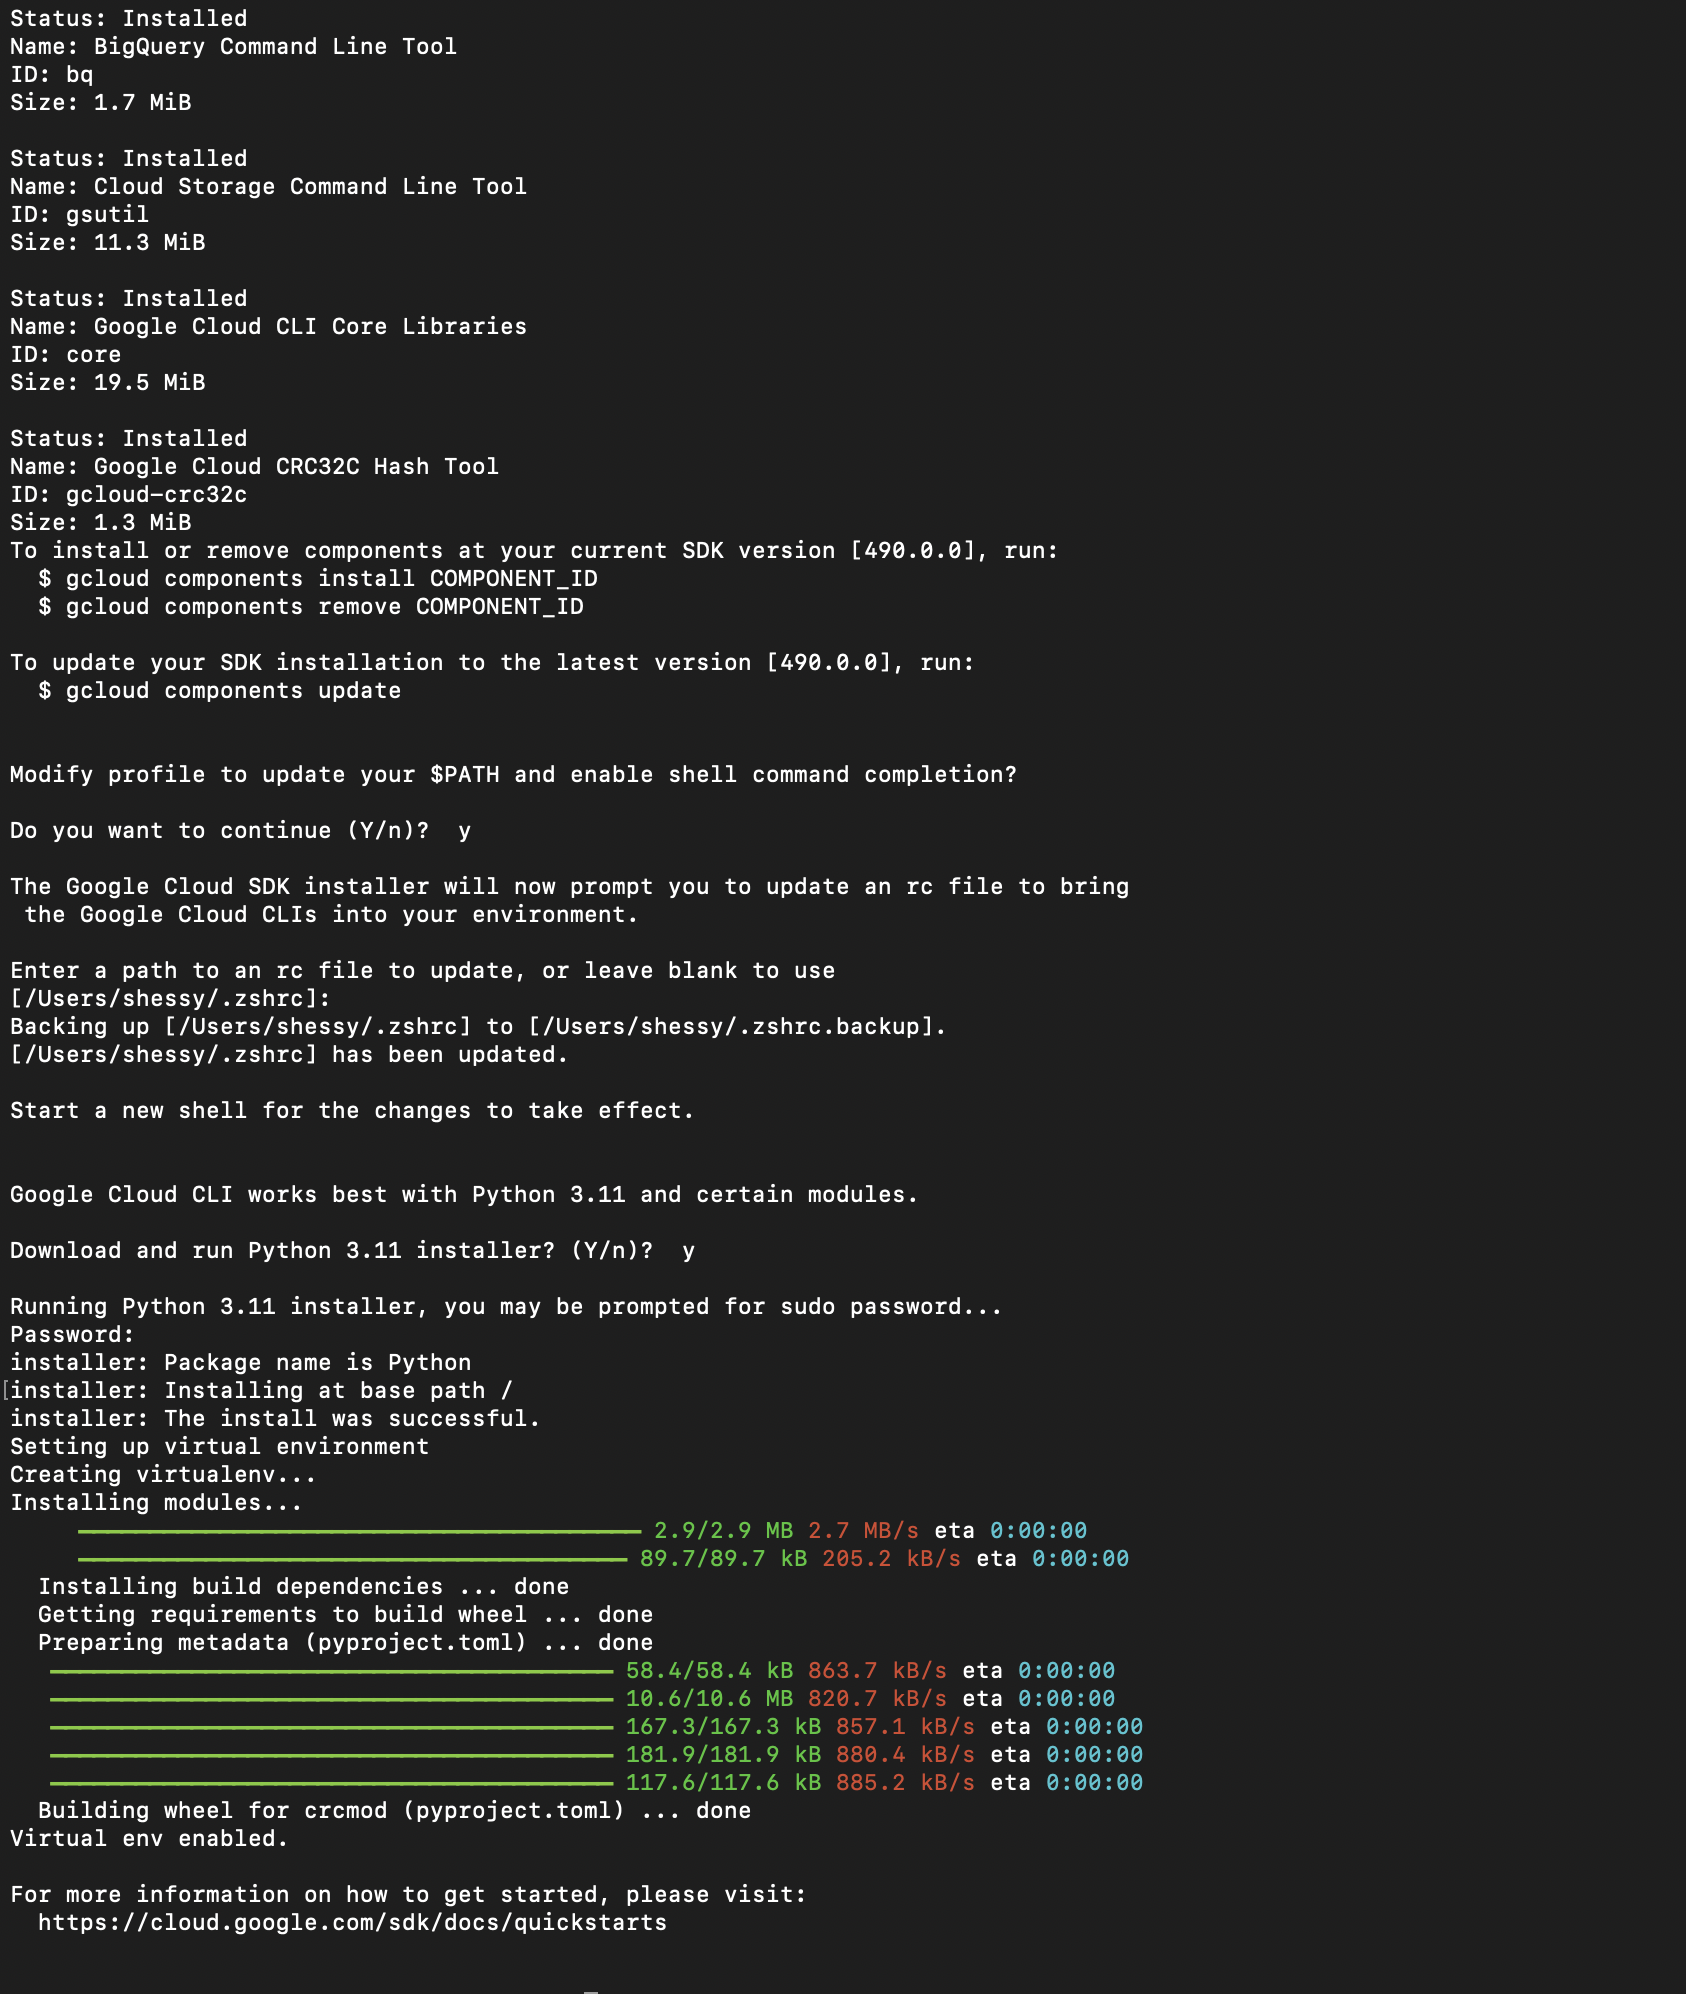 Status: Installed
Name: BigQuery Command Line Tool
ID: bq
Size: 1.7 MiB
Status: Installed
Name: Cloud Storage Command Line Tool
ID: gsutil
Size: 11.3 MiB
Status: Installed
Name: Google Cloud CLI Core Libraries
ID: core
Size: 19.5 MiB
Status: Installed
Name: Google Cloud CRC32C Hash Tool
ID: gcloud-crc32c
Size: 1.3 MiB
To install or remove components at your current SDK version [490.0.0], run:
  $ gcloud components install COMPONENT_ID
  $ gcloud components remove COMPONENT_ID
To update your SDK installation to the latest version [490.0.0], run:
  $ gcloud components update
Modify profile to update your $PATH and enable shell command completion?
Do you want to continue (Y/n)?  y
The Google Cloud SDK installer will now prompt you to update an rc file to bring
 the Google Cloud CLIs into your environment.
Enter a path to an rc file to update, or leave blank to use
[/Users/shessy/.zshrc]:
Backing up [/Users/shessy/.zshrc] to [/Users/shessy/.zshrc.backup].
[/Users/shessy/.zshrc] has been updated.
Start a new shell for the changes to take effect.
Google Cloud CLI works best with Python 3.11 and certain modules.
Download and run Python 3.11 installer? (Y/n)?  y
Running Python 3.11 installer, you may be prompted for sudo password...
Password:
installer: Package name is Python
[installer: Installing at base path /
installer: The install was successful.
Setting up virtual environment
Creating virtualenv...
Installing modules...
2.9/2.9 MB 2.7 MB/s eta 0:00:00
89.7/89.7 kB 205.2 kB/s eta 0:00:00
  Installing build dependencies ... done
  Getting requirements to build wheel ... done
  Preparing metadata (pyproject.toml) ... done
58.4/58.4 kB 863.7 kB/s eta 0:00:00
10.6/10.6 MB 820.7 kB/s eta 0:00:00
167.3/167.3 kB 857.1 kB/s eta 0:00:00
181.9/181.9 kB 880.4 kB/s eta 0:00:00
117.6/117.6 kB 885.2 kB/s eta 0:00:00
  Building wheel for crcmod (pyproject.toml) ... done
Virtual env enabled.
For more information on how to get started, please visit:
  https://cloud.google.com/sdk/docs/quickstarts